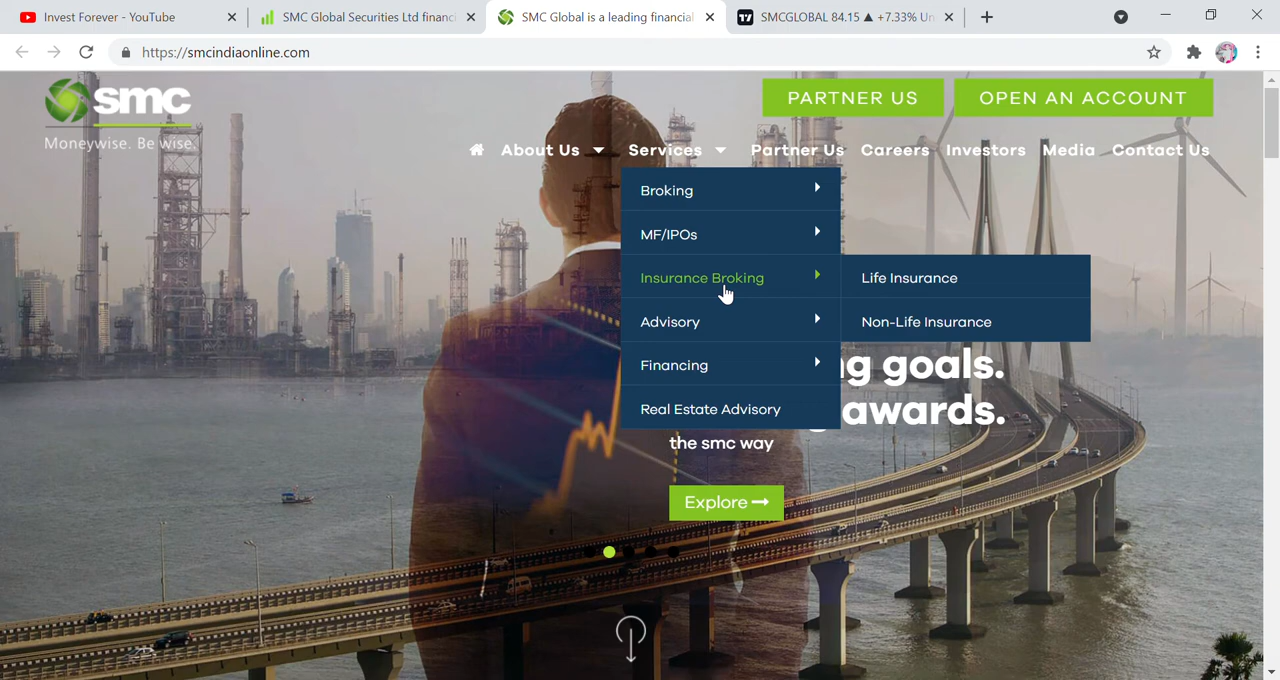 Invest Forever - YouTube
SMC Global Securities Ltd financi
SMC Global is a leading financial
SMCGLOBAL 84.15 ▲ +7.33% Un
https://smcindiaonline.com
smc
Moneywise. Be wise.
PARTNER US
OPEN AN ACCOUNT
About Us
Services
Partner Us
Careers
Investors
Media
Contact Us
Broking
MF/IPOs
Insurance Broking
Life Insurance
Advisory
Non-Life Insurance
Financing
Real Estate Advisory
goals.
awards.
the smc way
Explore